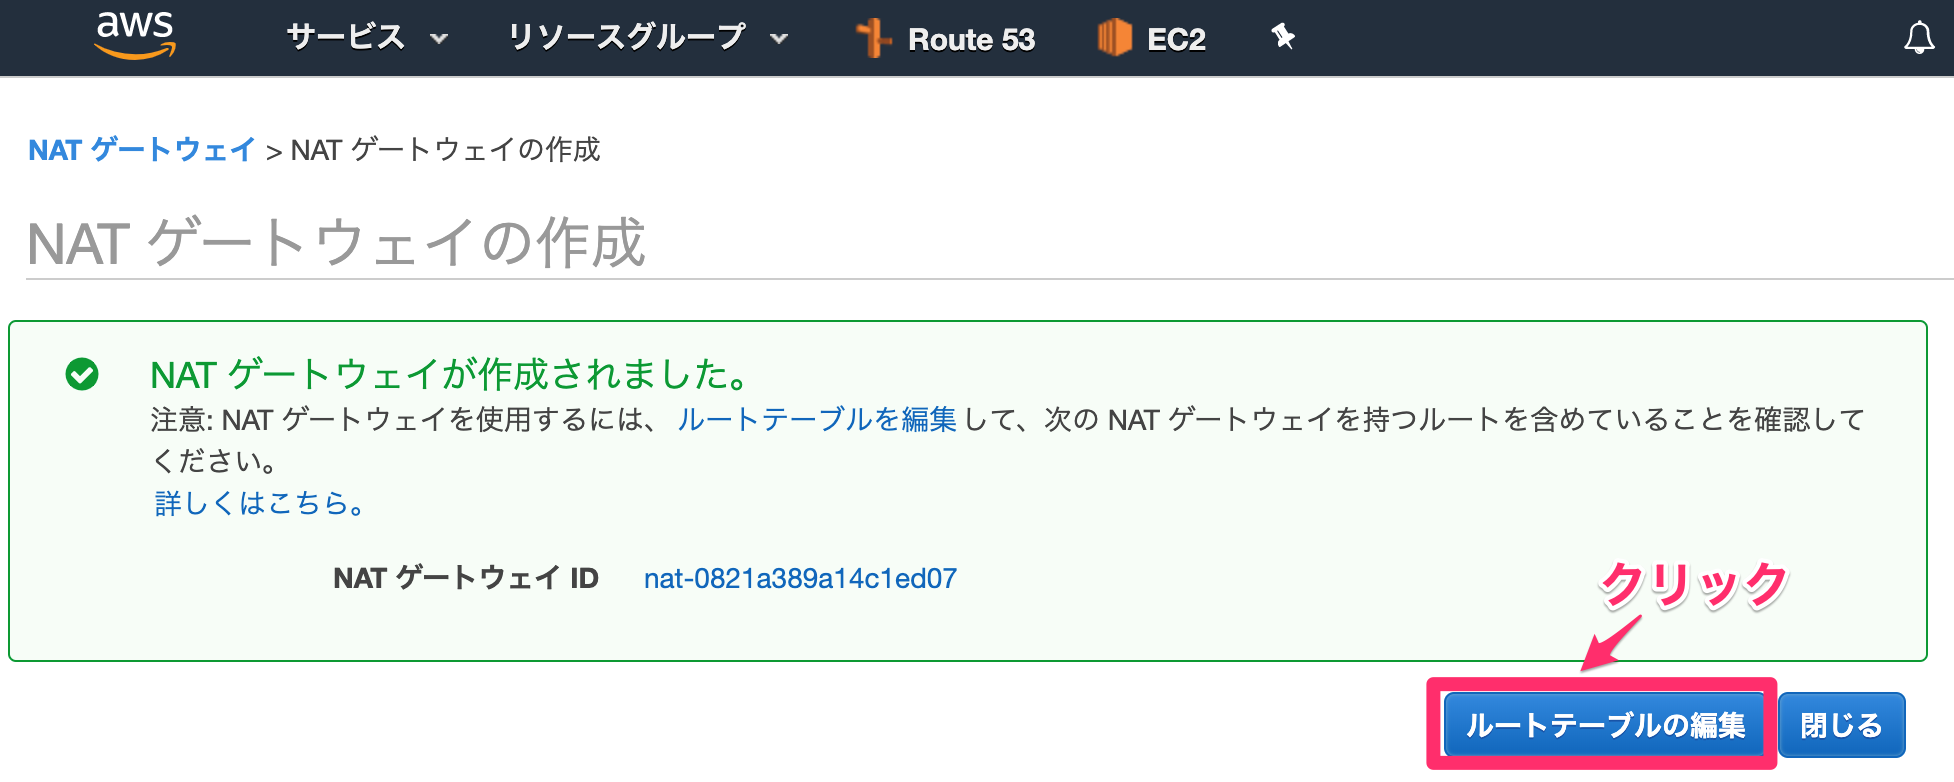 aws サービス リソースグループ Route 53 EC2
NAT ゲートウェイ > NAT ゲートウェイの作成
NAT ゲートウェイの作成
NAT ゲートウェイが作成されました。
注意: NAT ゲートウェイを使用するには、 ルートテーブルを編集 して、次の NAT ゲートウェイを持つルートを含めていることを確認して
ください。
詳しくはこちら。
NAT ゲートウェイ ID nat-0821a389a14c1ed07
クリック
ルートテーブルの編集 閉じる